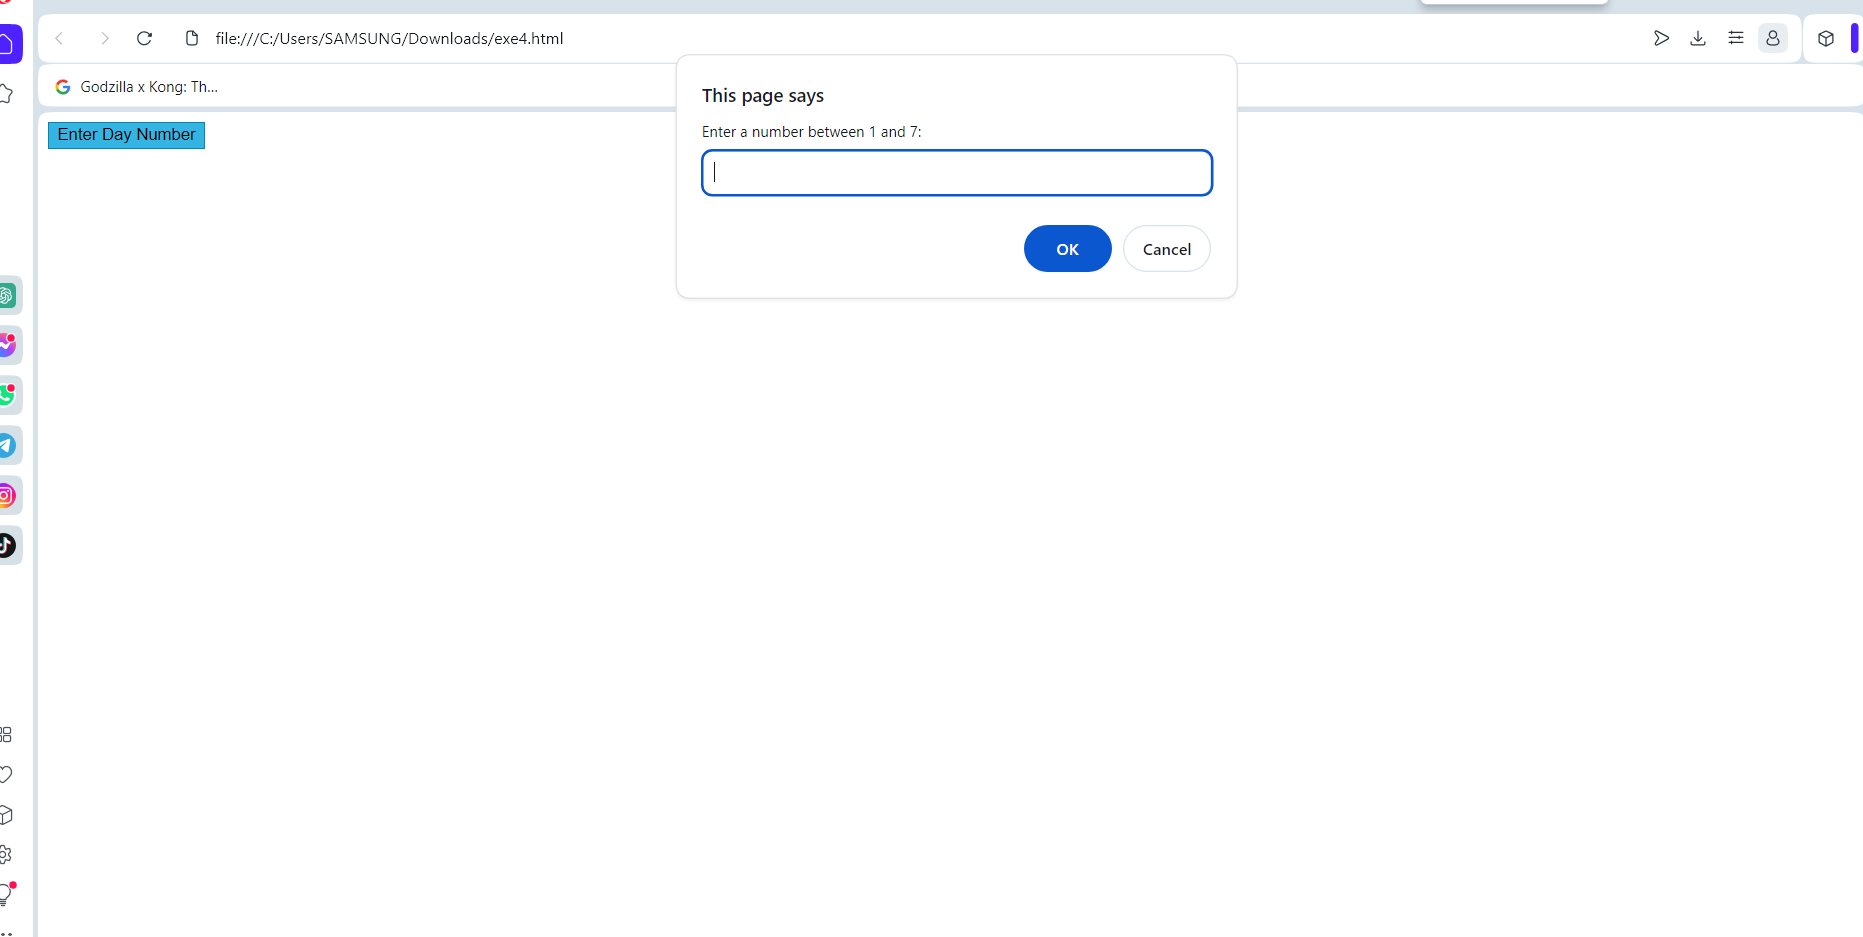 file:///C:/Users/SAMSUNG/Downloads/exe4.html
Godzilla x Kong: Th...
This page says
Enter a number between 1 and 7:
Enter Day Number
OK
Cancel